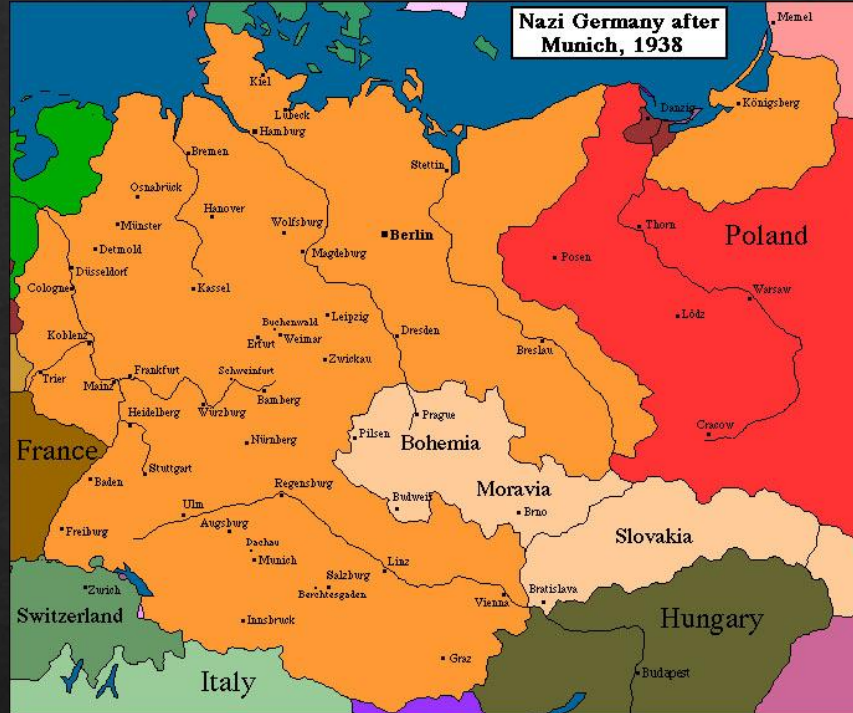 Nazi Germany after
Munich, 1938
Memel
Kiel
Danzig
Königsberg
Lübeck
Hamburg
Bremen
Stettin
Osnabrück
Hanover
Wolfsburg
Berlin
Münster
Thorn
Poland
Detmold
Magdeburg
Posen
Düsseldorf
Cologne
Kassel
Warsaw
Leipzig
Lódz
Buchenwald
Erfurt
Weimar
Dresden
Koblenz
Breslau
Zwickau
Trier
Mainz
Frankfurt
Schweinfurt
Bamberg
Würzburg
Heidelberg
Prague
Pilsen
Bohemia
Cracow
France
Nürnberg
Stuttgart
Baden
Regensburg
Moravia
Budweis
Brno
Ulm
Augsburg
Freiburg
Slovakia
Dachau
Munich
Linz
Zurich
Salzburg
Berchtesgaden
Vienna
Bratislava
Switzerland
Innsbruck
Hungary
Graz
Italy
Budapest